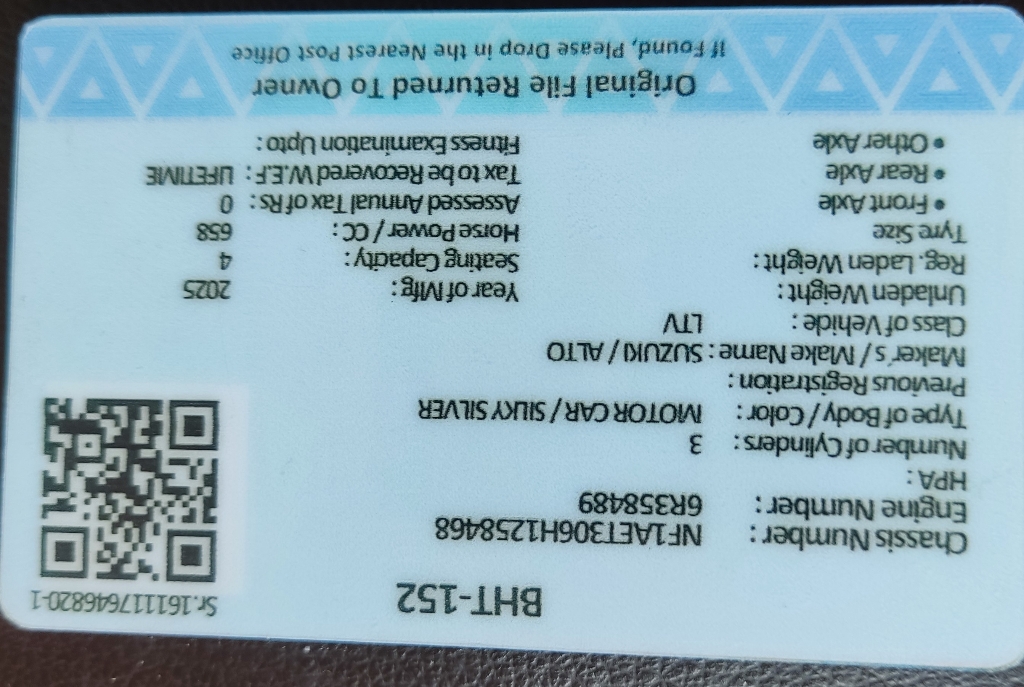 Sr.1611117646820-1
BHT-152
Chassis Number: NF1AET306H1258468
Engine Number: 6R358489
HPA:
Number of Cylinders: 3
Type of Body / Color: MOTOR CAR / SILKY SILVER
Previous Registration:
Maker's / Make Name: SUZUKI / ALTO
Class of Vehicle: LTV
Unladen Weight: Year of Mfg: 2025
Reg. Laden Weight: Seating Capacity: 4
Tyre Size Horse Power / CC: 658
• Front Axle Assessed Annual Tax of Rs: 0
• Rear Axle Tax to be Recovered W.E.F: LIFETIME
• Other Axle Fitness Examination Upto:
Original File Returned To Owner
If Found, Please Drop in the Nearest Post Office